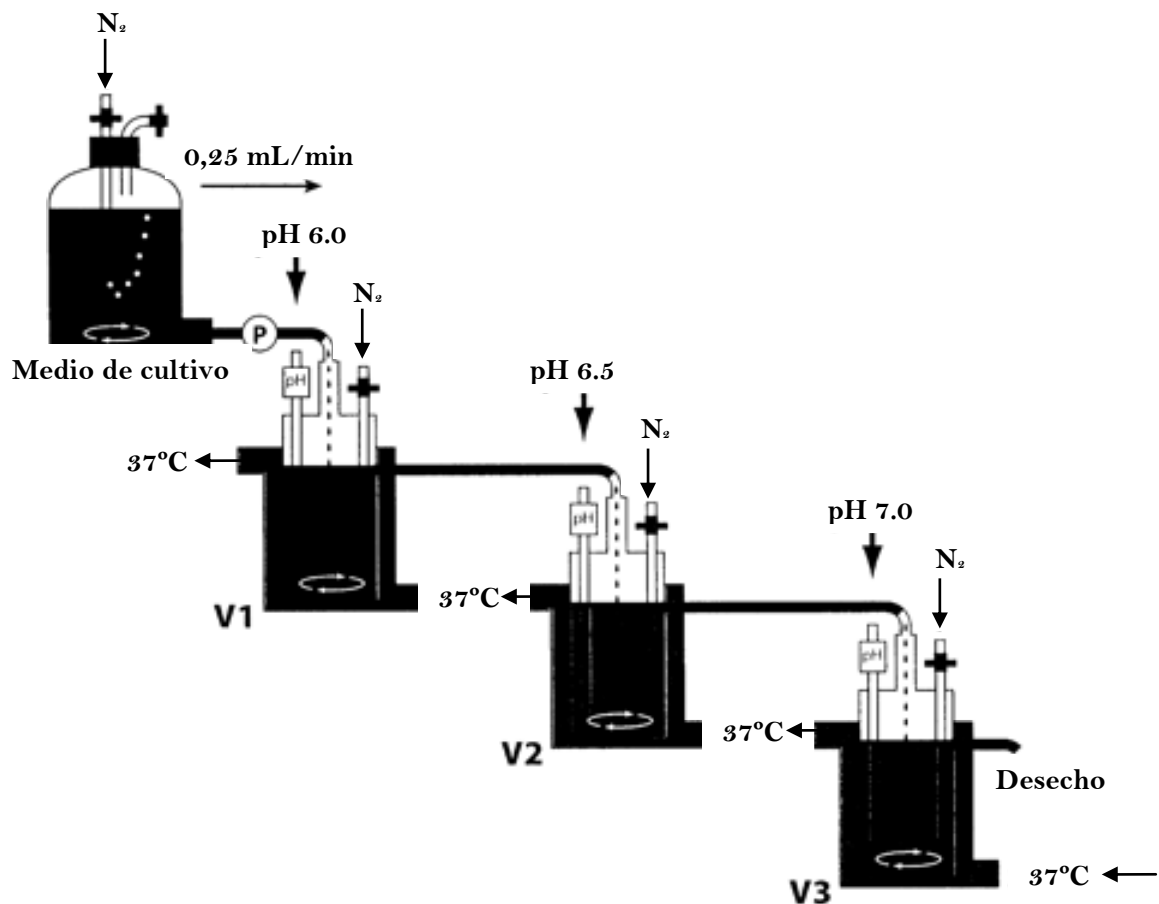 N₂
0,25 mL/min
pH 6.0
N₂
P
Medio de cultivo
pH
pH 6.5
N₂
37ºC
pH
pH 7.0
N₂
37ºC
V1
pH
37ºC
V2
Desecho
V3
37ºC